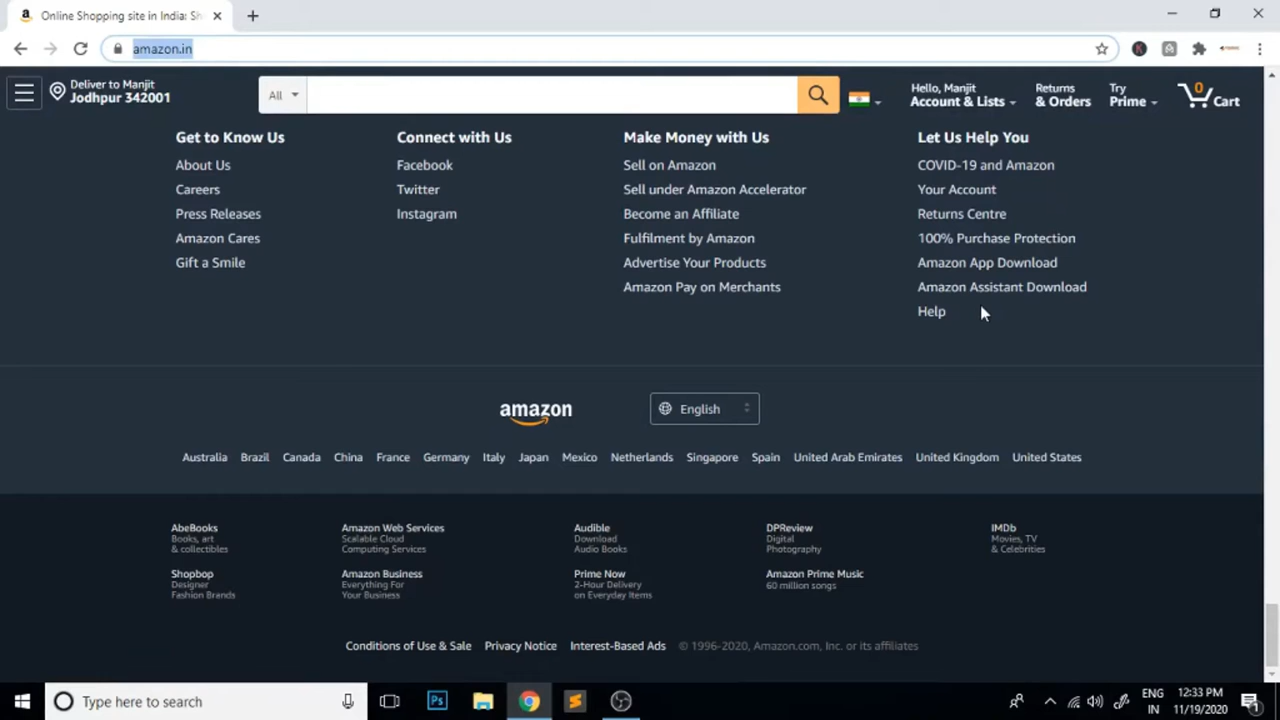 Online Shopping site in India: Sh
amazon.in
Deliver to Manjit
Jodhpur 342001
All
Hello, Manjit
Account & Lists
Returns
& Orders
Try
Prime
0
Cart
Get to Know Us
About Us
Careers
Press Releases
Amazon Cares
Gift a Smile
Connect with Us
Facebook
Twitter
Instagram
Make Money with Us
Sell on Amazon
Sell under Amazon Accelerator
Become an Affiliate
Fulfilment by Amazon
Advertise Your Products
Amazon Pay on Merchants
Let Us Help You
COVID-19 and Amazon
Your Account
Returns Centre
100% Purchase Protection
Amazon App Download
Amazon Assistant Download
Help
amazon
English
Australia Brazil Canada China France Germany Italy Japan Mexico Netherlands Singapore Spain United Arab Emirates United Kingdom United States
AbeBooks
Books, art
& collectibles
Amazon Web Services
Scalable Cloud
Computing Services
Audible
Download
Audio Books
DPReview
Digital
Photography
IMDb
Movies, TV
& Celebrities
Shopbop
Designer
Fashion Brands
Amazon Business
Everything For
Your Business
Prime Now
2-Hour Delivery
on Everyday Items
Amazon Prime Music
60 million songs
Conditions of Use & Sale Privacy Notice Interest-Based Ads © 1996-2020, Amazon.com, Inc. or its affiliates
Type here to search
Ps
ENG
IN
12:33 PM
11/19/2020
1